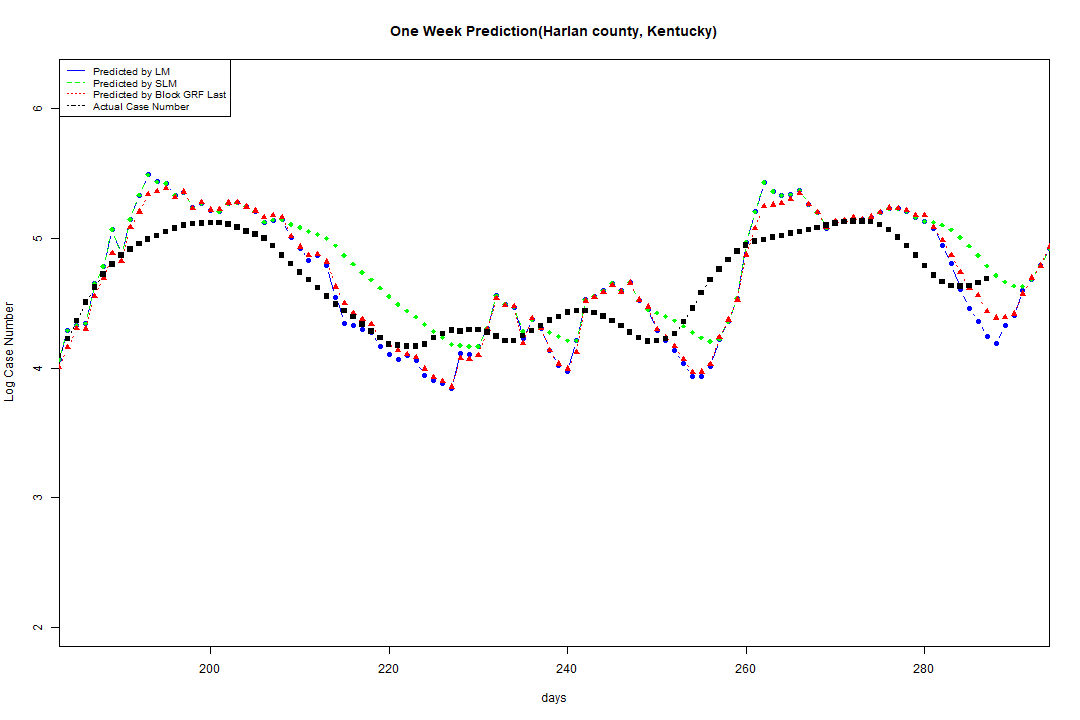 One Week Prediction(Harlan county, Kentucky)
Predicted by LM
Predicted by SLM
Predicted by Block GRF Last
Actual Case Number
6
5
4
3
2
Log Case Number
200
220
240
260
280
days